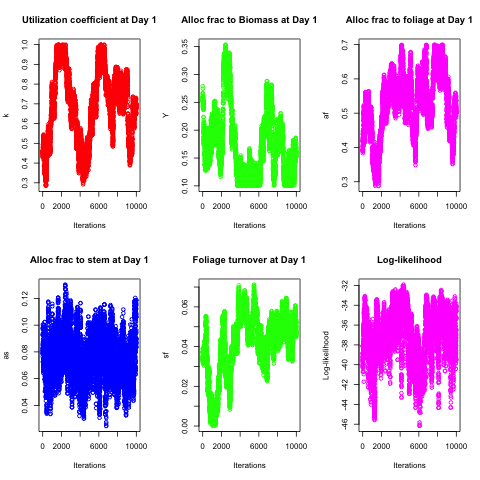 Utilization coefficient at Day 1
k
0.3 0.4 0.5 0.6 0.7 0.8 0.9 1.0
0 2000 6000 10000
Iterations
Alloc frac to Biomass at Day 1
Y
0.10 0.15 0.20 0.25 0.30 0.35
0 2000 6000 10000
Iterations
Alloc frac to foliage at Day 1
af
0.3 0.4 0.5 0.6 0.7
0 2000 6000 10000
Iterations
Alloc frac to stem at Day 1
as
0.04 0.06 0.08 0.10 0.12
0 2000 6000 10000
Iterations
Foliage turnover at Day 1
sf
0.00 0.02 0.04 0.06
0 2000 6000 10000
Iterations
Log-likelihood
Log-likelihood
-46 -44 -42 -40 -38 -36 -34 -32
0 2000 6000 10000
Iterations